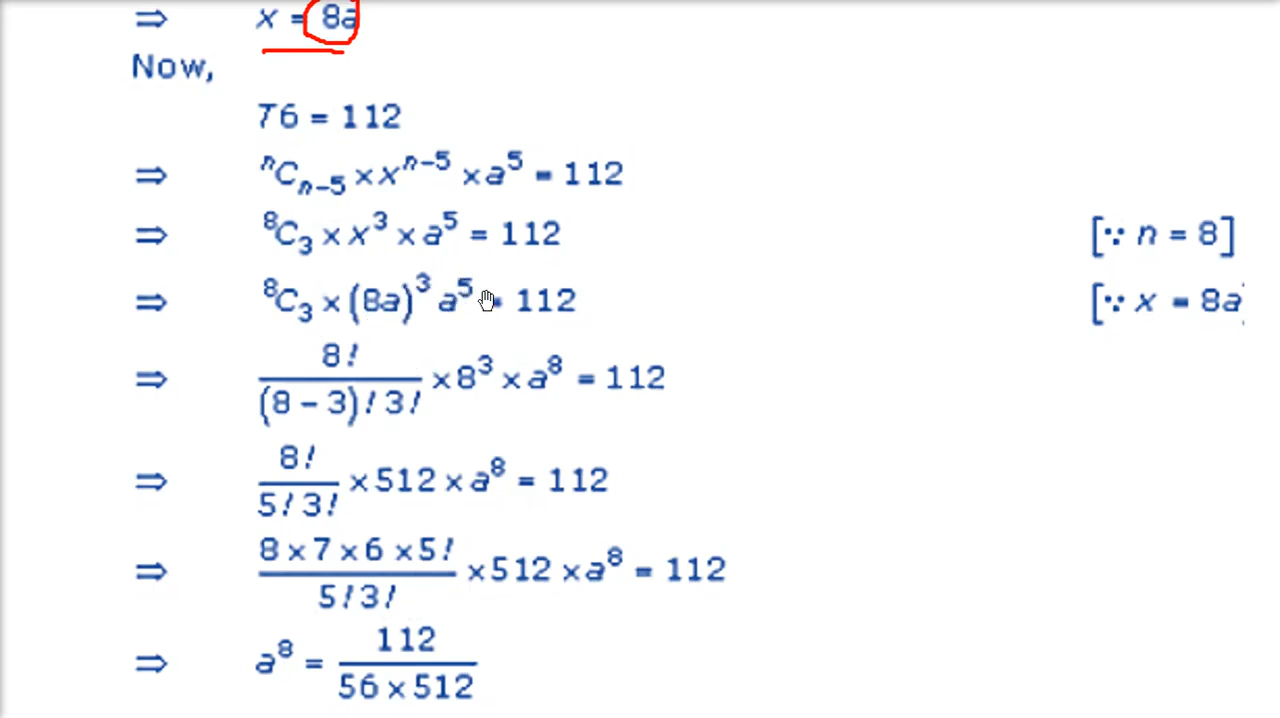 ⇒ x = 8a
Now,
T6 = 112
⇒ ⁿCₙ₋₅ × xⁿ⁻⁵ × a⁵ = 112
⇒ ⁸C₃ × x³ × a⁵ = 112 [∵ n = 8]
⇒ ⁸C₃ × (8a)³ a⁵ = 112 [∵ x = 8a]
⇒ 8! / (8 − 3)! 3! × 8³ × a⁸ = 112
⇒ 8! / 5! 3! × 512 × a⁸ = 112
⇒ 8 × 7 × 6 × 5! / 5! 3! × 512 × a⁸ = 112
⇒ a⁸ = 112 / 56 × 512